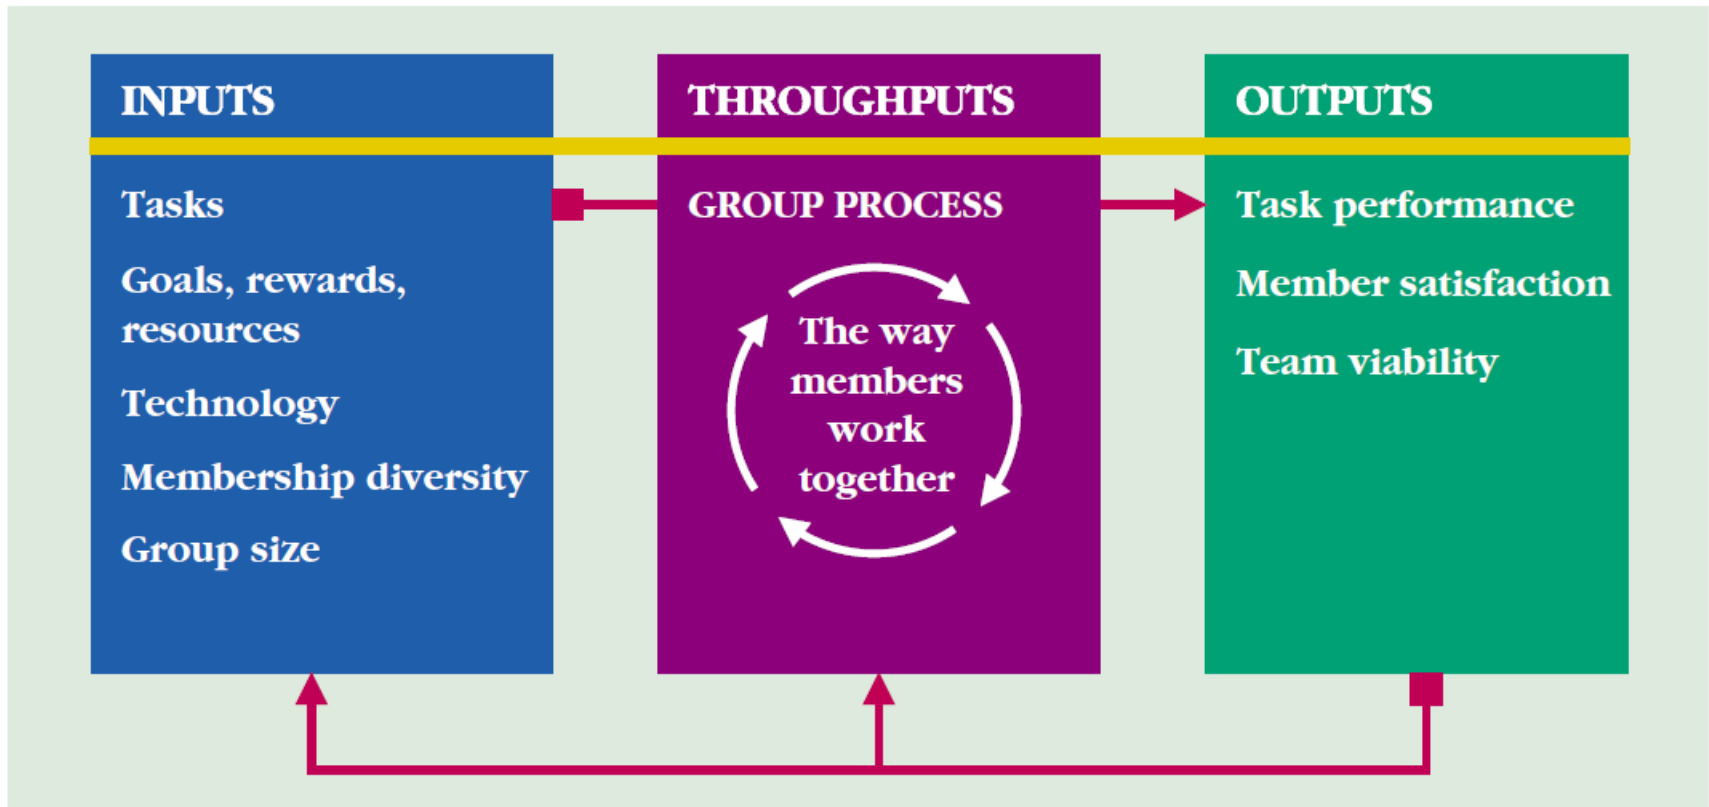 INPUTS
Tasks
Goals, rewards,
resources
Technology
Membership diversity
Group size
THROUGHPUTS
GROUP PROCESS
The way
members
work
together
OUTPUTS
Task performance
Member satisfaction
Team viability